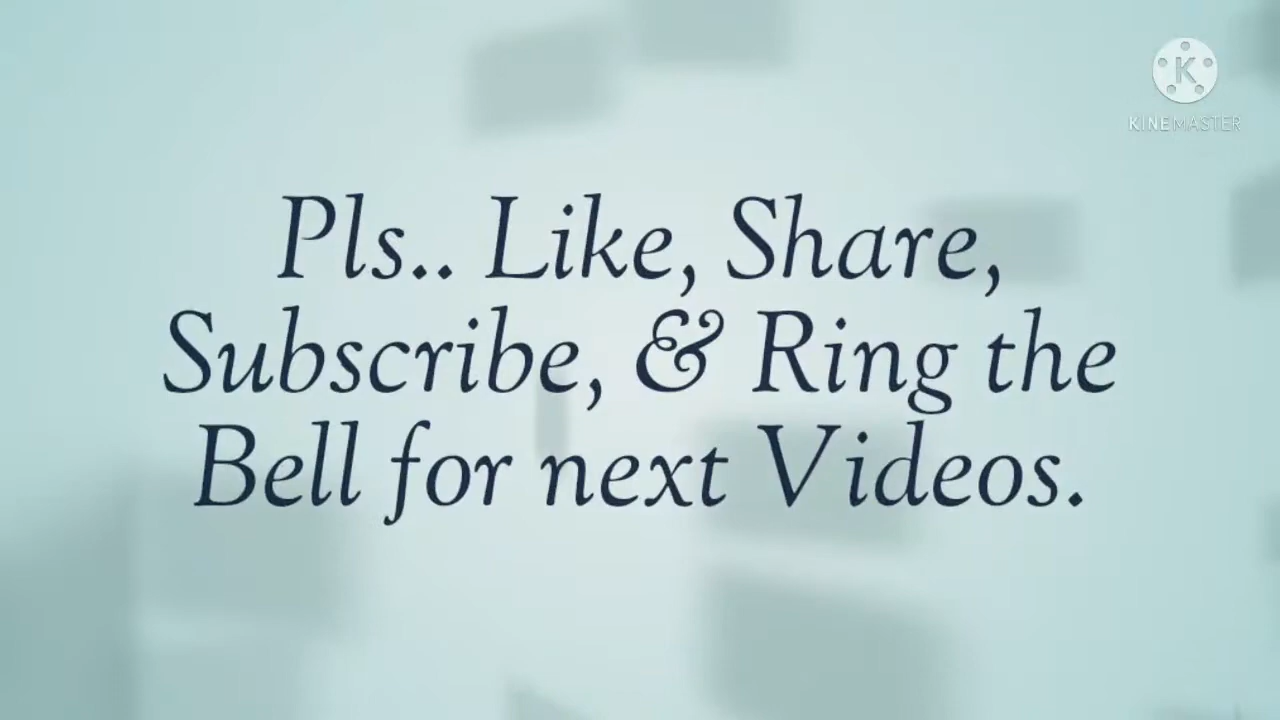 K
KINEMASTER
Pls.. Like, Share,
Subscribe, & Ring the
Bell for next Videos.